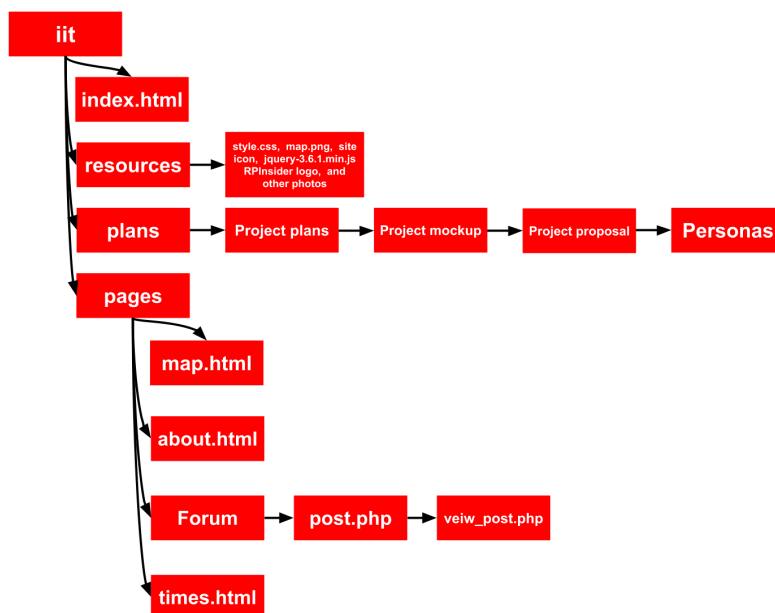 iit
index.html
resources
style.css, map.png, site
icon, jquery-3.6.1.min.js
RPInsider logo, and
other photos
plans
Project plans
Project mockup
Project proposal
Personas
pages
map.html
about.html
Forum
post.php
veiw_post.php
times.html